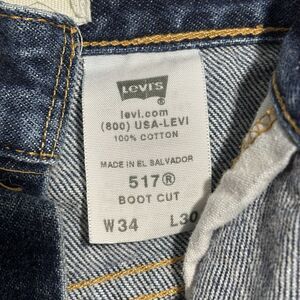 Levi's
levi.com
(800) USA-LEVI
100% COTTON
MADE IN EL SALVADOR
517®
BOOT CUT
W34 L30